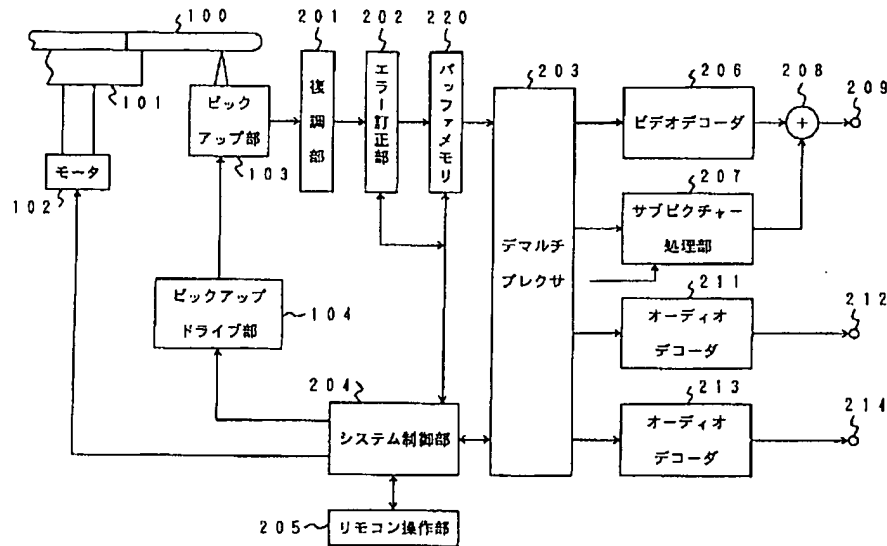 100
201
202
220
203
206
208
209
101
ピック
アップ部
103
復調部
エラー訂正部
バッファメモリ
ビデオデコーダ
207
モータ
102
サブピクチャー
処理部
デマルチ
プレクサ
211
212
ピックアップ
ドライブ部
104
オーディオ
デコーダ
204
213
214
システム制御部
オーディオ
デコーダ
205
リモコン操作部